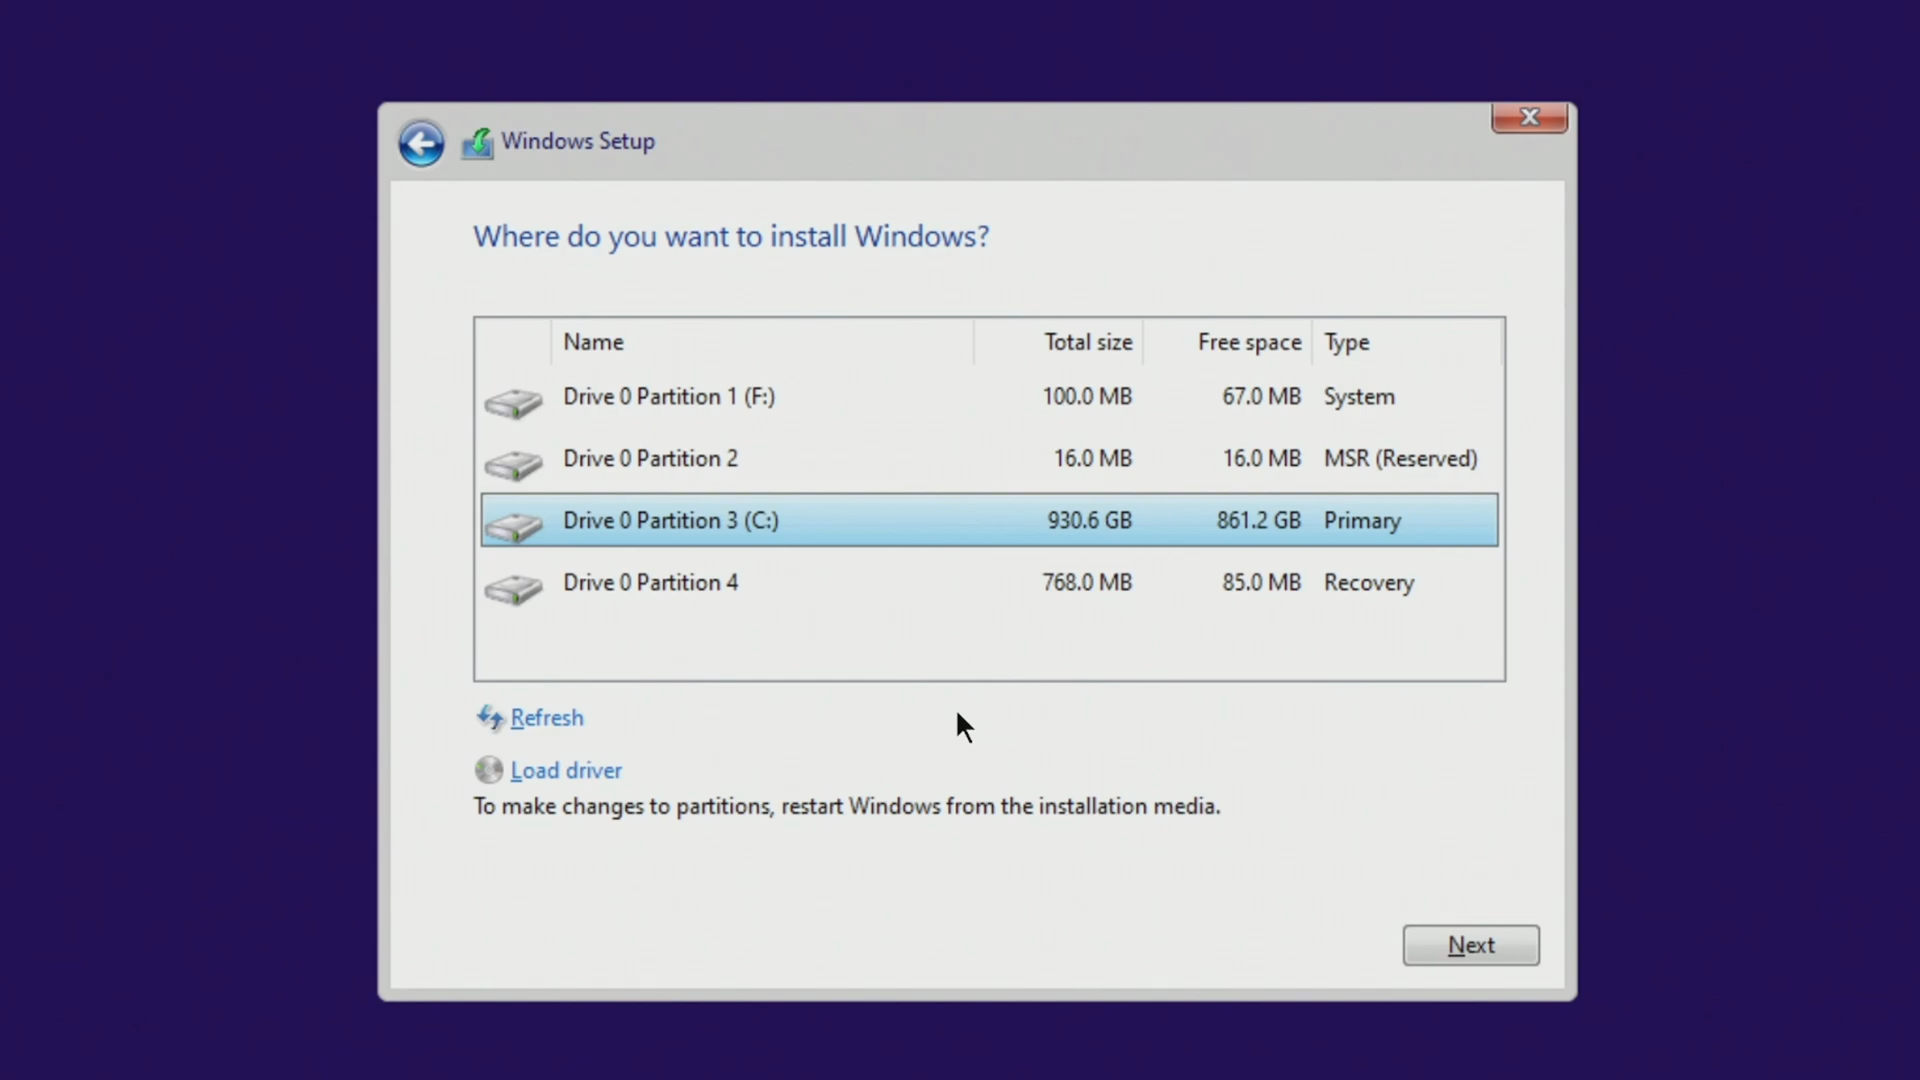 Windows Setup
Where do you want to install Windows?
Name Total size Free space Type
Drive 0 Partition 1 (F:) 100.0 MB 67.0 MB System
Drive 0 Partition 2 16.0 MB 16.0 MB MSR (Reserved)
Drive 0 Partition 3 (C:) 930.6 GB 861.2 GB Primary
Drive 0 Partition 4 768.0 MB 85.0 MB Recovery
Refresh
Load driver
To make changes to partitions, restart Windows from the installation media.
Next